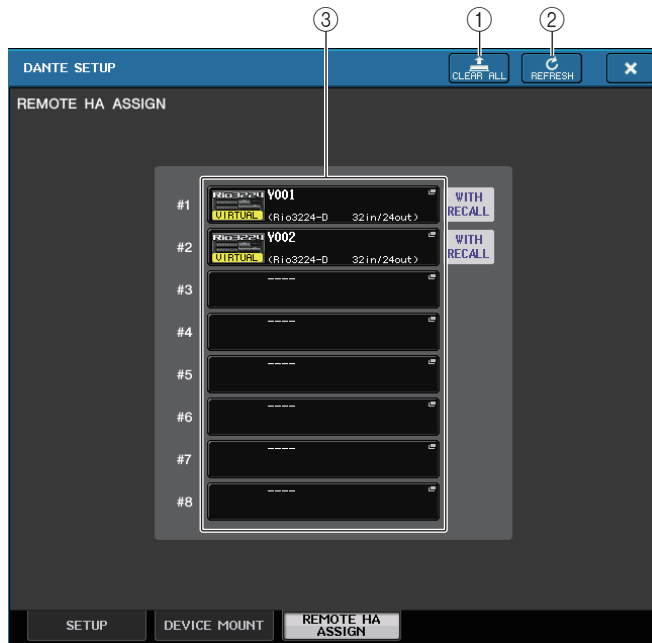 ③ ① ②
DANTE SETUP
CLEAR ALL
REFRESH
REMOTE HA ASSIGN
#1
Rio3224
VIRTUAL
Y001
(Rio3224-D 32in/24out)
WITH
RECALL
#2
Rio3224
VIRTUAL
Y002
(Rio3224-D 32in/24out)
WITH
RECALL
#3 ----
#4 ----
#5 ----
#6 ----
#7 ----
#8 ----
SETUP
DEVICE MOUNT
REMOTE HA
ASSIGN